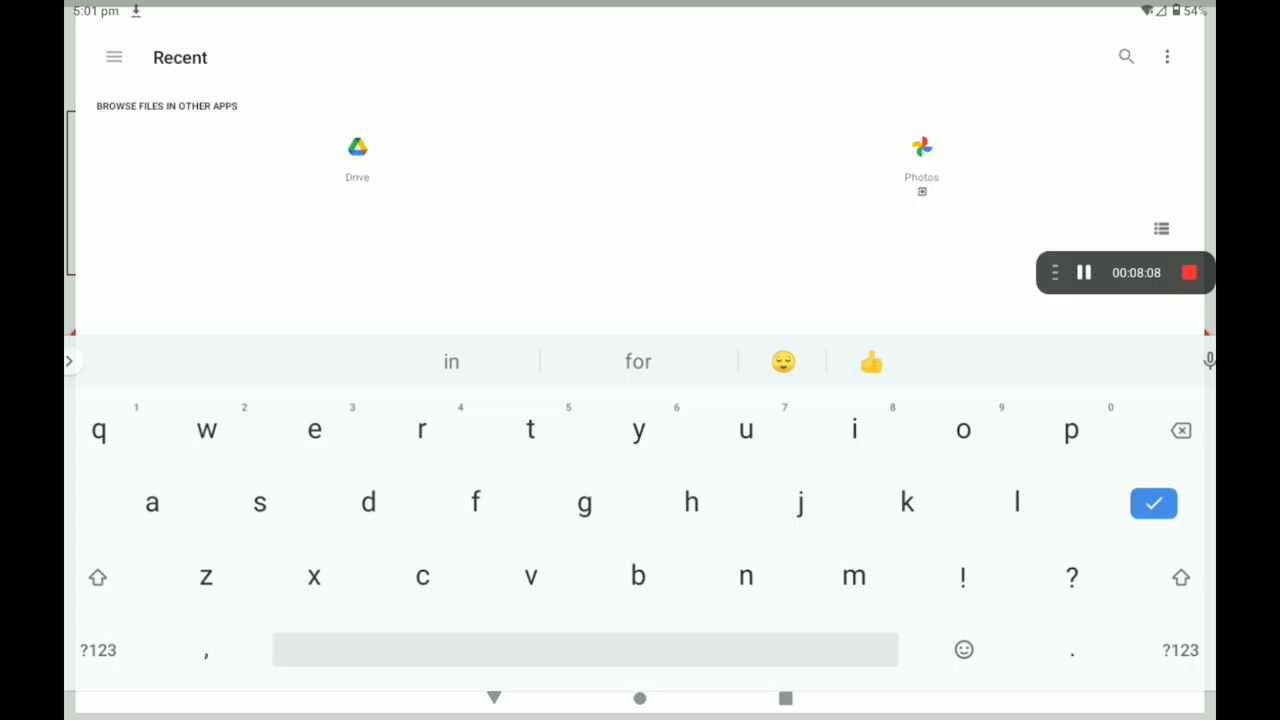 5:01 pm 54%
Recent
BROWSE FILES IN OTHER APPS
Drive Photos
00:08:08
in for
1 2 3 4 5 6 7 8 9 0
q w e r t y u i o p
a s d f g h j k l
z x c v b n m ! ?
?123 , . ?123